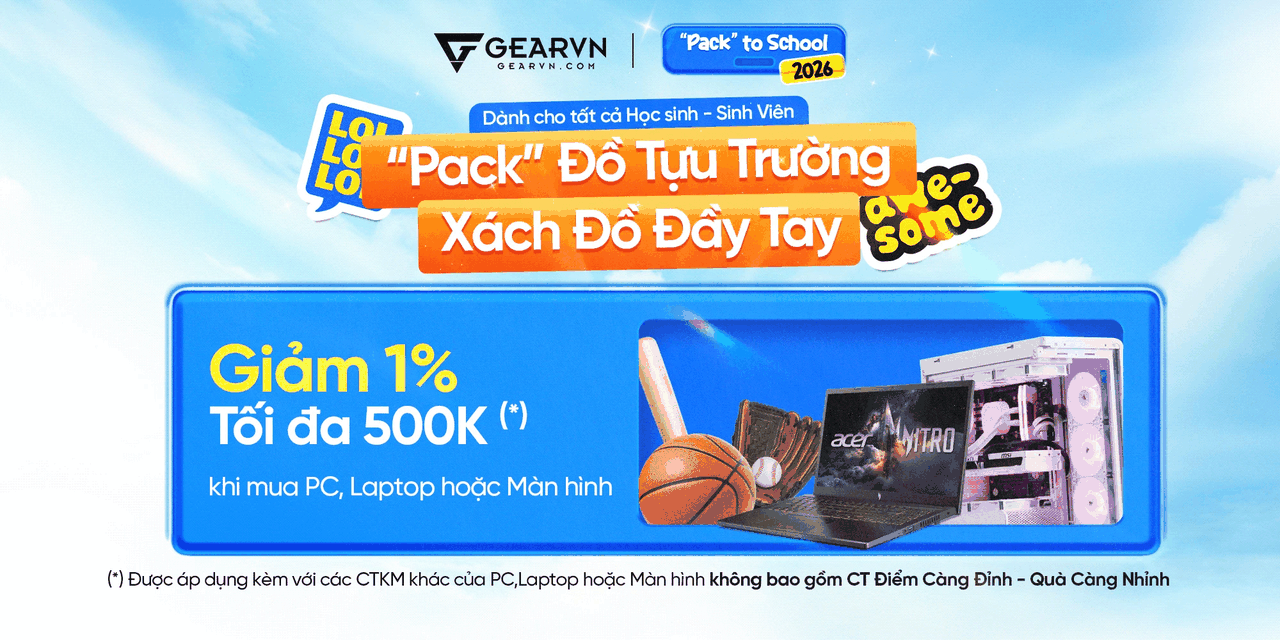 GEARVN
GEARVN.COM
"Pack" to School
2026
Dành cho tất cả Học sinh - Sinh Viên
LOL
LO
LO
"Pack" Đồ Tựu Trường
Xách Đồ Đầy Tay
awe-
some
Giảm 1%
Tối đa 500K (*)
khi mua PC, Laptop hoặc Màn hình
acer NITRO
(*) Được áp dụng kèm với các CTKM khác của PC,Laptop hoặc Màn hình không bao gồm CT Điểm Càng Đỉnh - Quà Càng Nhỉnh